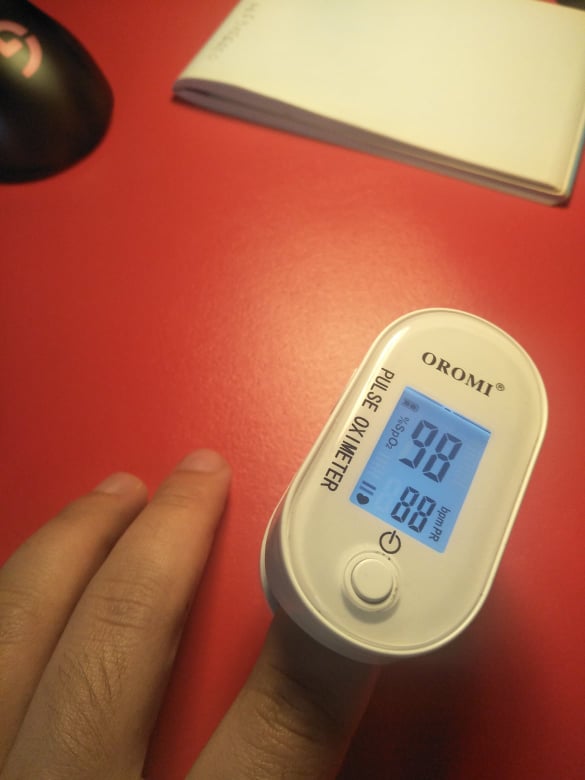 OROMI®
PULSE OXIMETER
%SpO₂
98
bpm PR
88